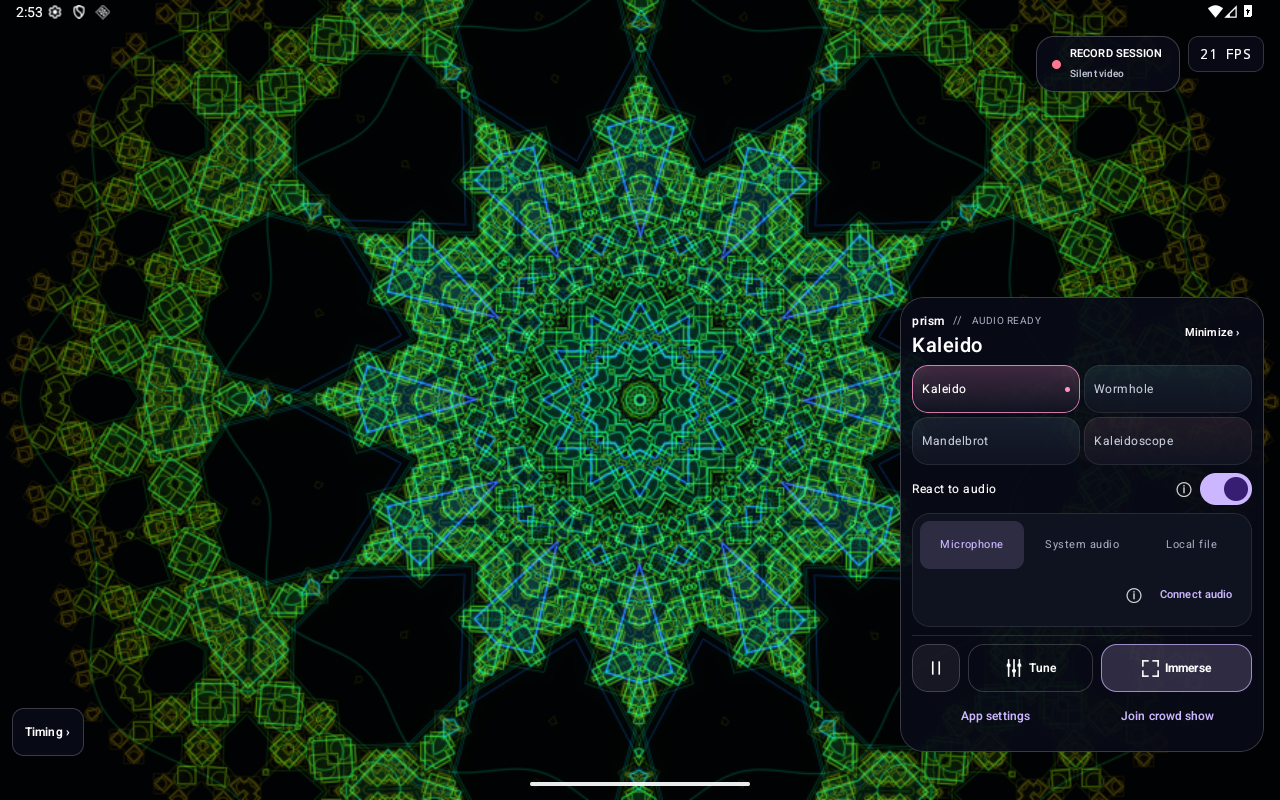 2:53
RECORD SESSION
Silent video
21 FPS
prism // AUDIO READY
Minimize ›
Kaleido
Kaleido
Wormhole
Mandelbrot
Kaleidoscope
React to audio
Microphone
System audio
Local file
Connect audio
Tune
Immerse
App settings
Join crowd show
Timing ›